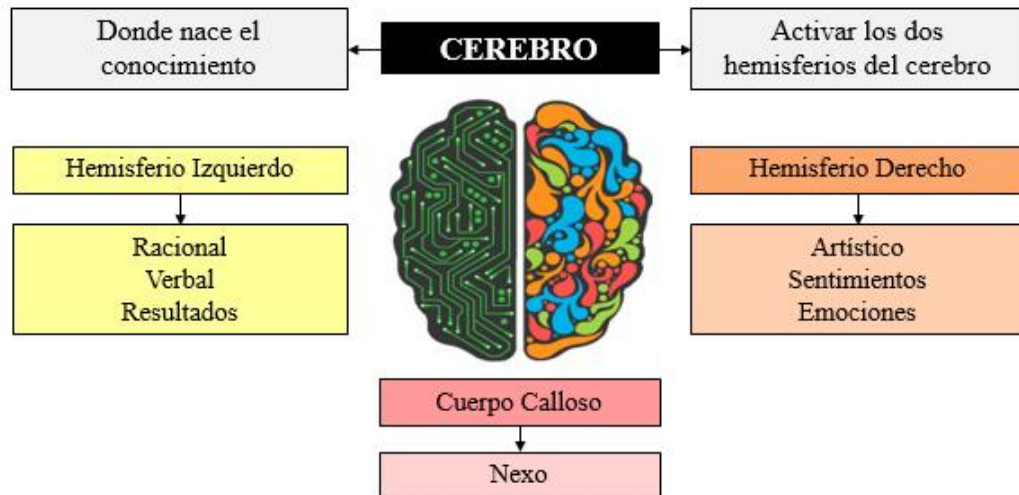 Donde nace el
conocimiento
CEREBRO
Activar los dos
hemisferios del cerebro
Hemisferio Izquierdo
Hemisferio Derecho
Racional
Verbal
Resultados
Artístico
Sentimientos
Emociones
Cuerpo Calloso
Nexo